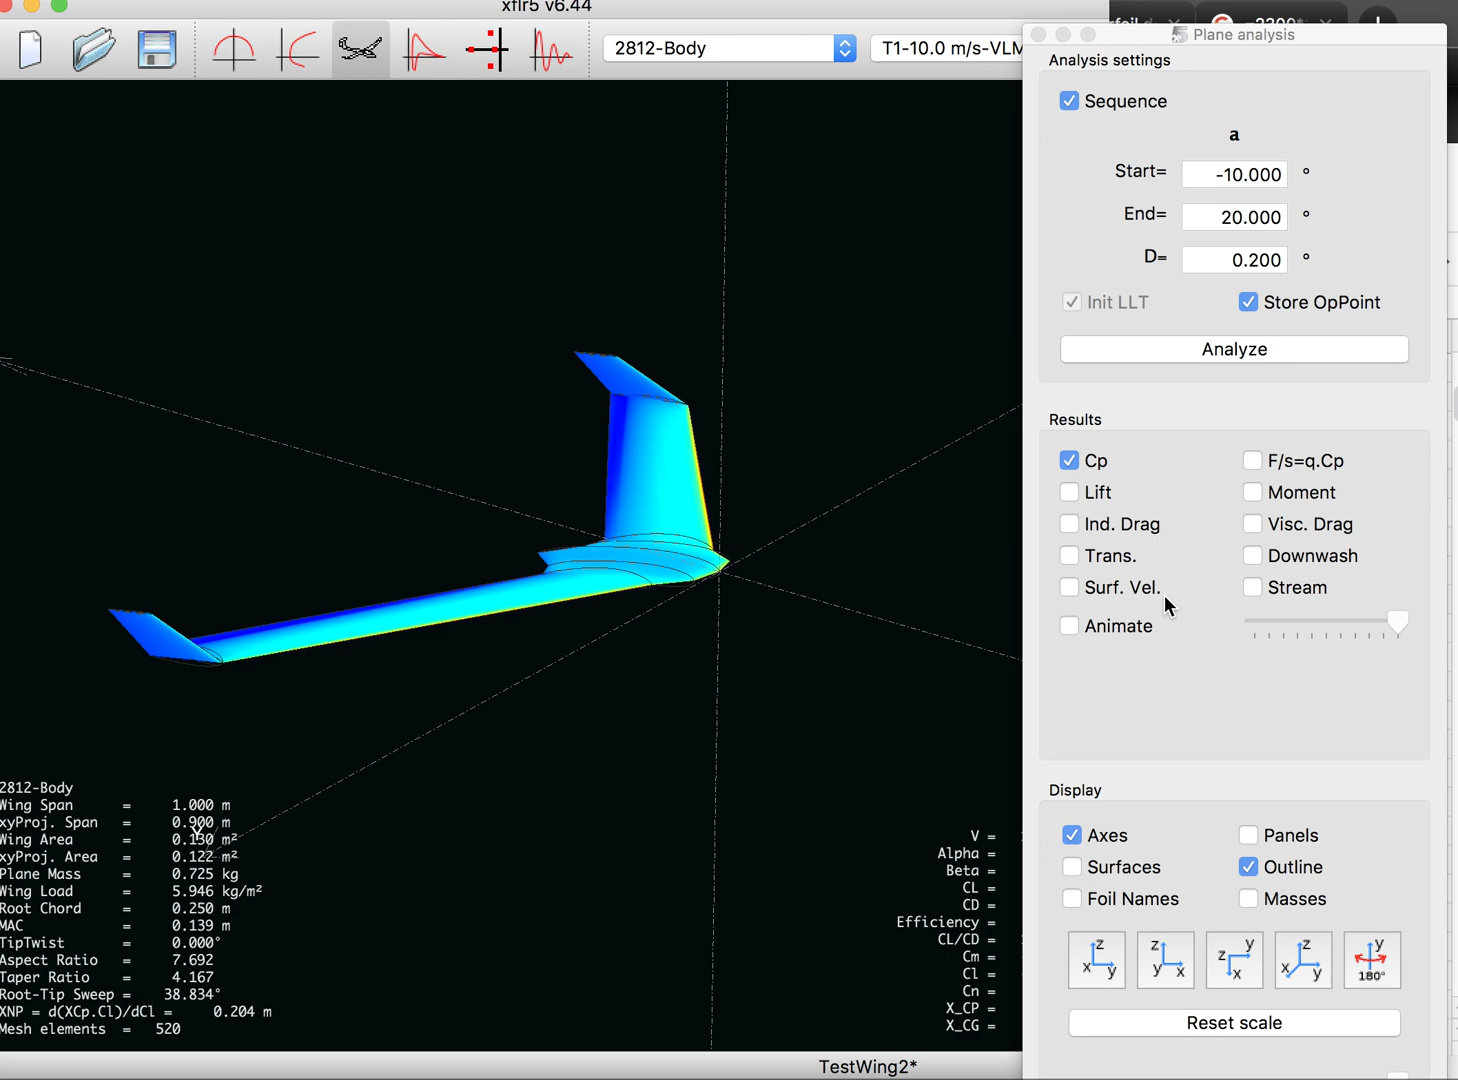 xflr5 v6.44
2812-Body
T1-10.0 m/s-VLM
Plane analysis
Analysis settings
Sequence
a
Start= -10.000 °
End= 20.000 °
D= 0.200 °
Init LLT
Store OpPoint
Analyze
Results
Cp
F/s=q.Cp
Lift
Moment
Ind. Drag
Visc. Drag
Trans.
Downwash
Surf. Vel.
Stream
Animate
Display
Axes
Panels
Surfaces
Outline
Foil Names
Masses
z x y
z y x
y z x
z x y
y 180°
Reset scale
2812-Body
Wing Span = 1.000 m
xyProj. Span = 0.900 m
Wing Area = 0.130 m²
xyProj. Area = 0.122 m²
Plane Mass = 0.725 kg
Wing Load = 5.946 kg/m²
Root Chord = 0.250 m
MAC = 0.139 m
TipTwist = 0.000°
Aspect Ratio = 7.692
Taper Ratio = 4.167
Root-Tip Sweep = 38.834°
XNP = d(XCp.Cl)/dCl = 0.204 m
Mesh elements = 520
Y
V =
Alpha =
Beta =
CL =
CD =
Efficiency =
CL/CD =
Cm =
Cl =
Cn =
X_CP =
X_CG =
TestWing2*